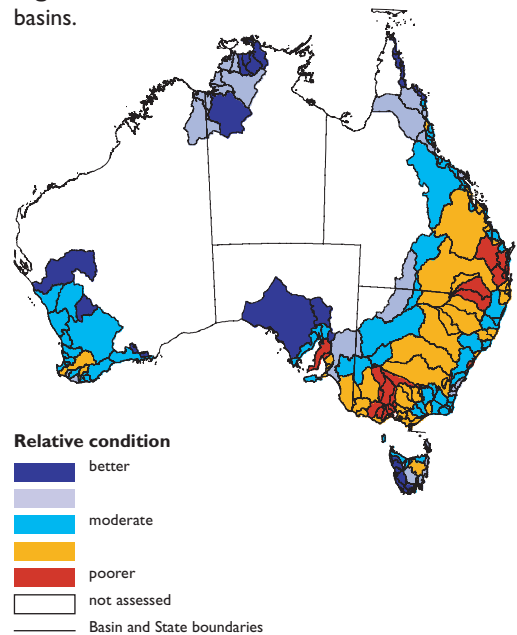 basins.
Relative condition
better
moderate
poorer
not assessed
Basin and State boundaries